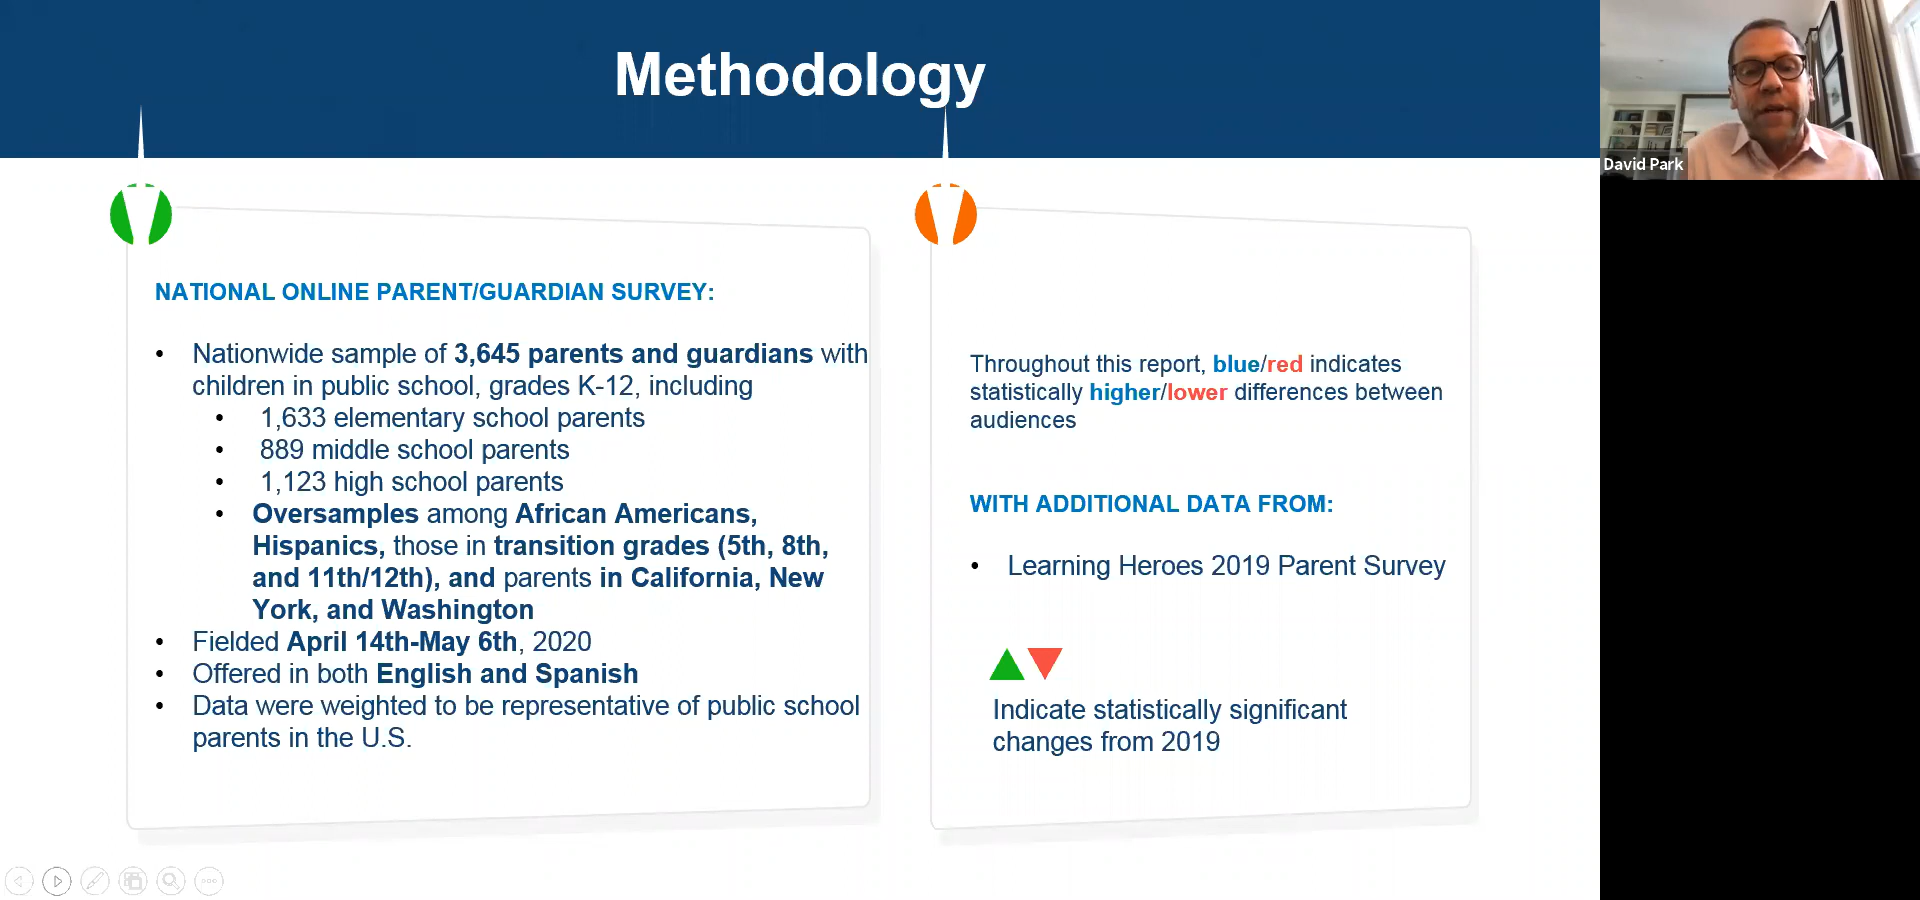 Methodology
David Park
NATIONAL ONLINE PARENT/GUARDIAN SURVEY:
• Nationwide sample of 3,645 parents and guardians with
children in public school, grades K-12, including
• 1,633 elementary school parents
• 889 middle school parents
• 1,123 high school parents
• Oversamples among African Americans,
Hispanics, those in transition grades (5th, 8th,
and 11th/12th), and parents in California, New
York, and Washington
• Fielded April 14th-May 6th, 2020
• Offered in both English and Spanish
• Data were weighted to be representative of public school
parents in the U.S.
Throughout this report, blue/red indicates
statistically higher/lower differences between
audiences
WITH ADDITIONAL DATA FROM:
• Learning Heroes 2019 Parent Survey
Indicate statistically significant
changes from 2019